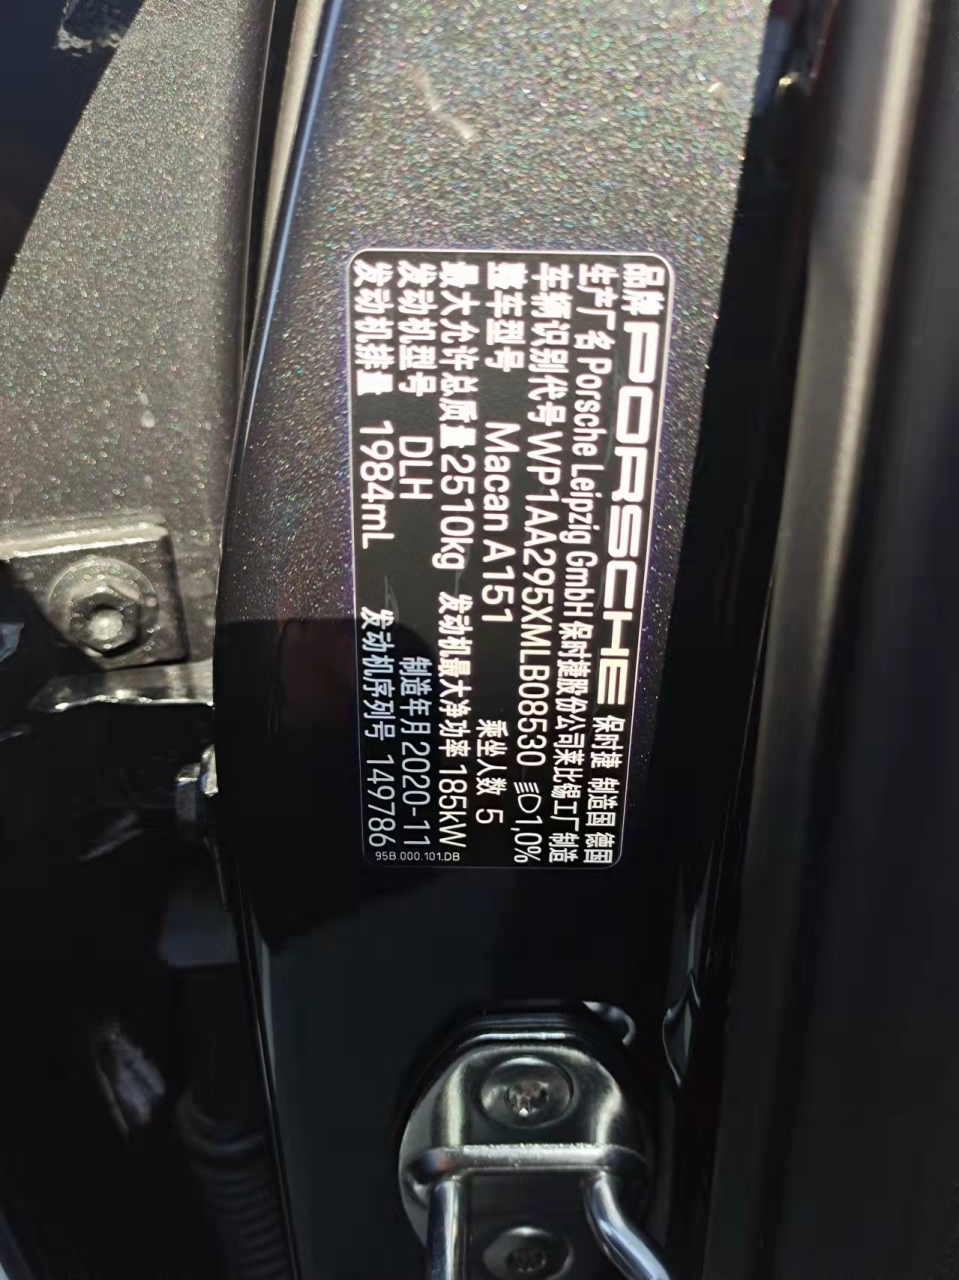 品牌 PORSCHE 保时捷 制造国 德国
生产厂名 Porsche Leipzig GmbH 保时捷股份公司莱比锡工厂 制造
车辆识别代号 WP1AA295XMLB08530 1,0%
整车型号 Macan A151 乘坐人数 5
最大允许总质量 2510kg 发动机最大净功率 185kW
发动机型号 DLH 制造年月 2020-11
发动机排量 1984mL 发动机序列号 149786
95B.000.101.DB